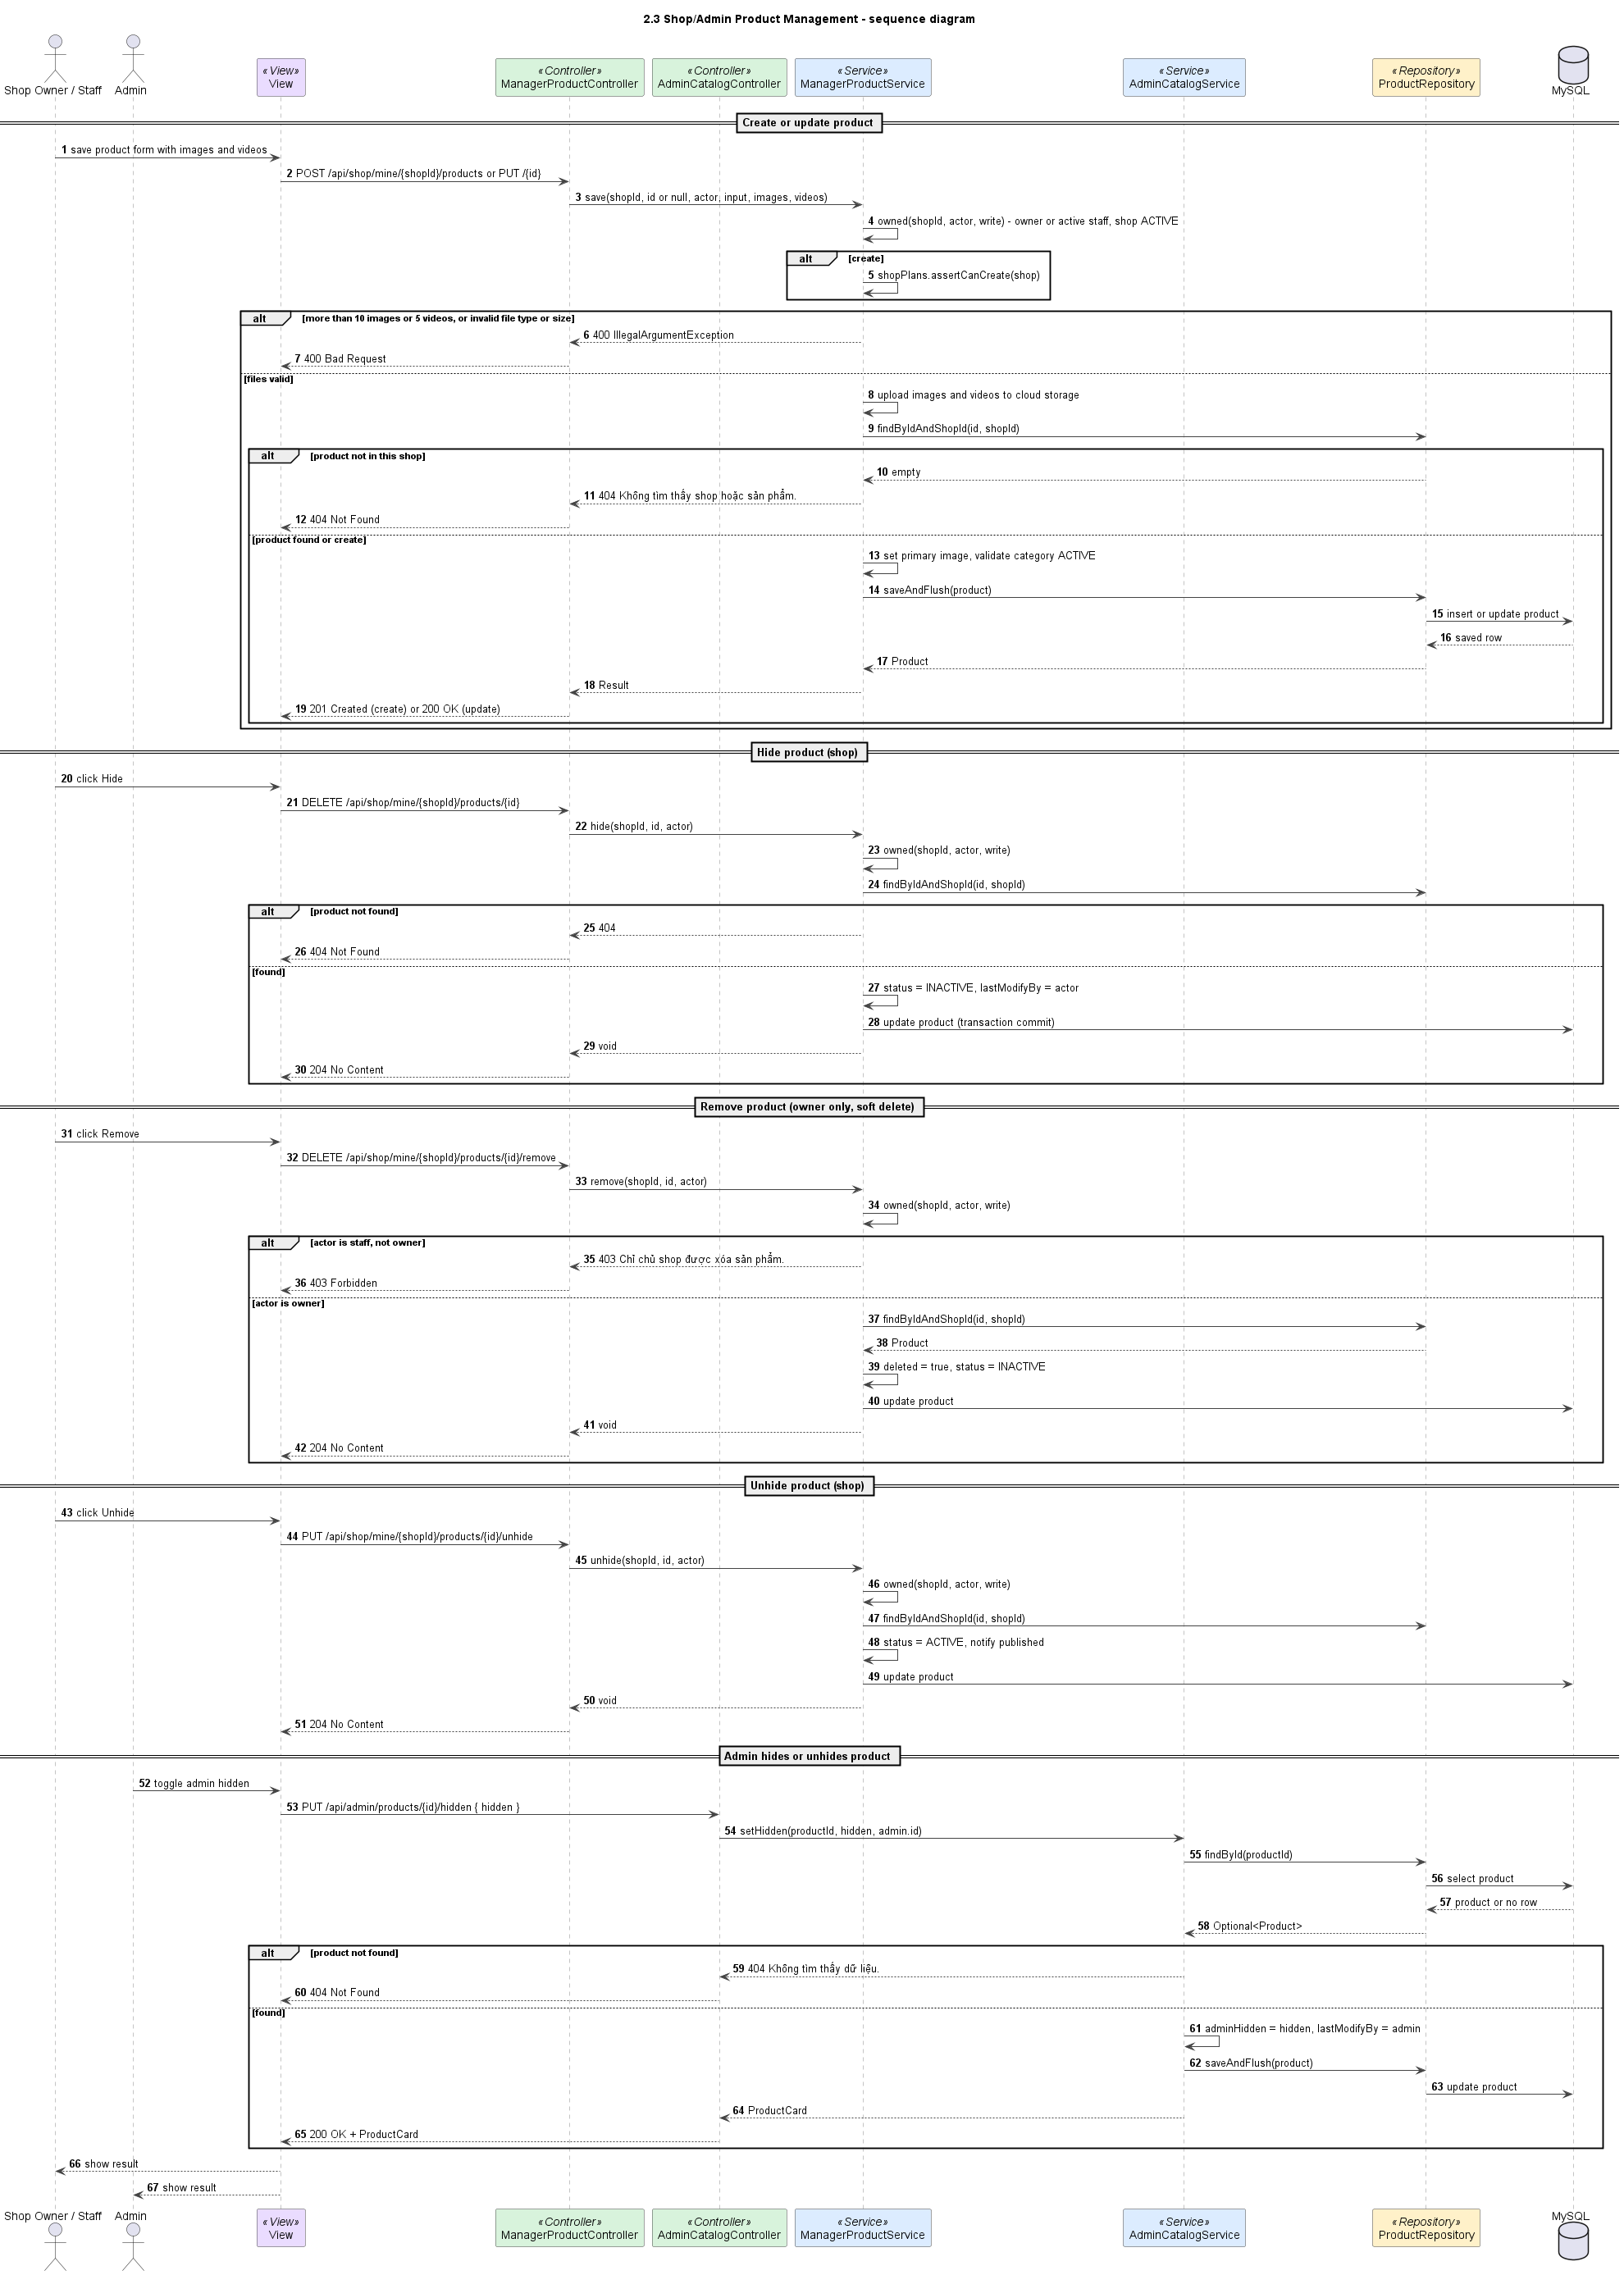 2.3 Shop/Admin Product Management - sequence diagram
Shop Owner / Staff
Admin
«View»
View
«Controller»
ManagerProductController
«Controller»
AdminCatalogController
«Service»
ManagerProductService
«Service»
AdminCatalogService
«Repository»
ProductRepository
MySQL
Create or update product
1 save product form with images and videos
2 POST /api/shop/mine/{shopId}/products or PUT /{id}
3 save(shopId, id or null, actor, input, images, videos)
4 owned(shopId, actor, write) - owner or active staff, shop ACTIVE
alt [create]
5 shopPlans.assertCanCreate(shop)
alt [more than 10 images or 5 videos, or invalid file type or size]
6 400 IllegalArgumentException
7 400 Bad Request
[files valid]
8 upload images and videos to cloud storage
9 findByIdAndShopId(id, shopId)
alt [product not in this shop]
10 empty
11 404 Không tìm thấy shop hoặc sản phẩm.
12 404 Not Found
[product found or create]
13 set primary image, validate category ACTIVE
14 saveAndFlush(product)
15 insert or update product
16 saved row
17 Product
18 Result
19 201 Created (create) or 200 OK (update)
Hide product (shop)
20 click Hide
21 DELETE /api/shop/mine/{shopId}/products/{id}
22 hide(shopId, id, actor)
23 owned(shopId, actor, write)
24 findByIdAndShopId(id, shopId)
alt [product not found]
25 404
26 404 Not Found
[found]
27 status = INACTIVE, lastModifyBy = actor
28 update product (transaction commit)
29 void
30 204 No Content
Remove product (owner only, soft delete)
31 click Remove
32 DELETE /api/shop/mine/{shopId}/products/{id}/remove
33 remove(shopId, id, actor)
34 owned(shopId, actor, write)
alt [actor is staff, not owner]
35 403 Chỉ chủ shop được xóa sản phẩm.
36 403 Forbidden
[actor is owner]
37 findByIdAndShopId(id, shopId)
38 Product
39 deleted = true, status = INACTIVE
40 update product
41 void
42 204 No Content
Unhide product (shop)
43 click Unhide
44 PUT /api/shop/mine/{shopId}/products/{id}/unhide
45 unhide(shopId, id, actor)
46 owned(shopId, actor, write)
47 findByIdAndShopId(id, shopId)
48 status = ACTIVE, notify published
49 update product
50 void
51 204 No Content
Admin hides or unhides product
52 toggle admin hidden
53 PUT /api/admin/products/{id}/hidden { hidden }
54 setHidden(productId, hidden, admin.id)
55 findById(productId)
56 select product
57 product or no row
58 Optional<Product>
alt [product not found]
59 404 Không tìm thấy dữ liệu.
60 404 Not Found
[found]
61 adminHidden = hidden, lastModifyBy = admin
62 saveAndFlush(product)
63 update product
64 ProductCard
65 200 OK + ProductCard
66 show result
67 show result
Shop Owner / Staff
Admin
«View»
View
«Controller»
ManagerProductController
«Controller»
AdminCatalogController
«Service»
ManagerProductService
«Service»
AdminCatalogService
«Repository»
ProductRepository
MySQL